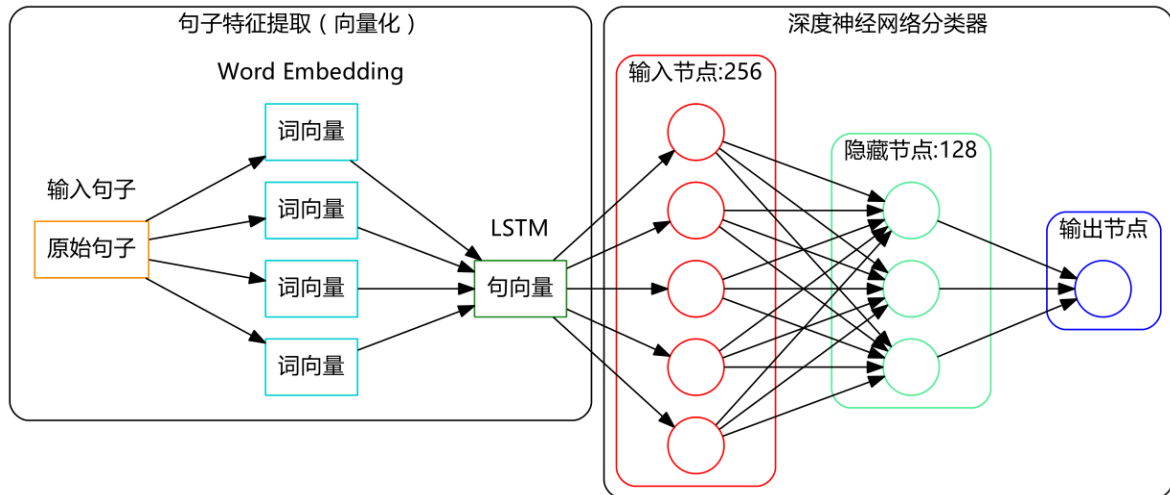 句子特征提取（向量化）
Word Embedding
词向量
词向量
词向量
词向量
输入句子
原始句子
LSTM
句向量
深度神经网络分类器
输入节点:256
隐藏节点:128
输出节点